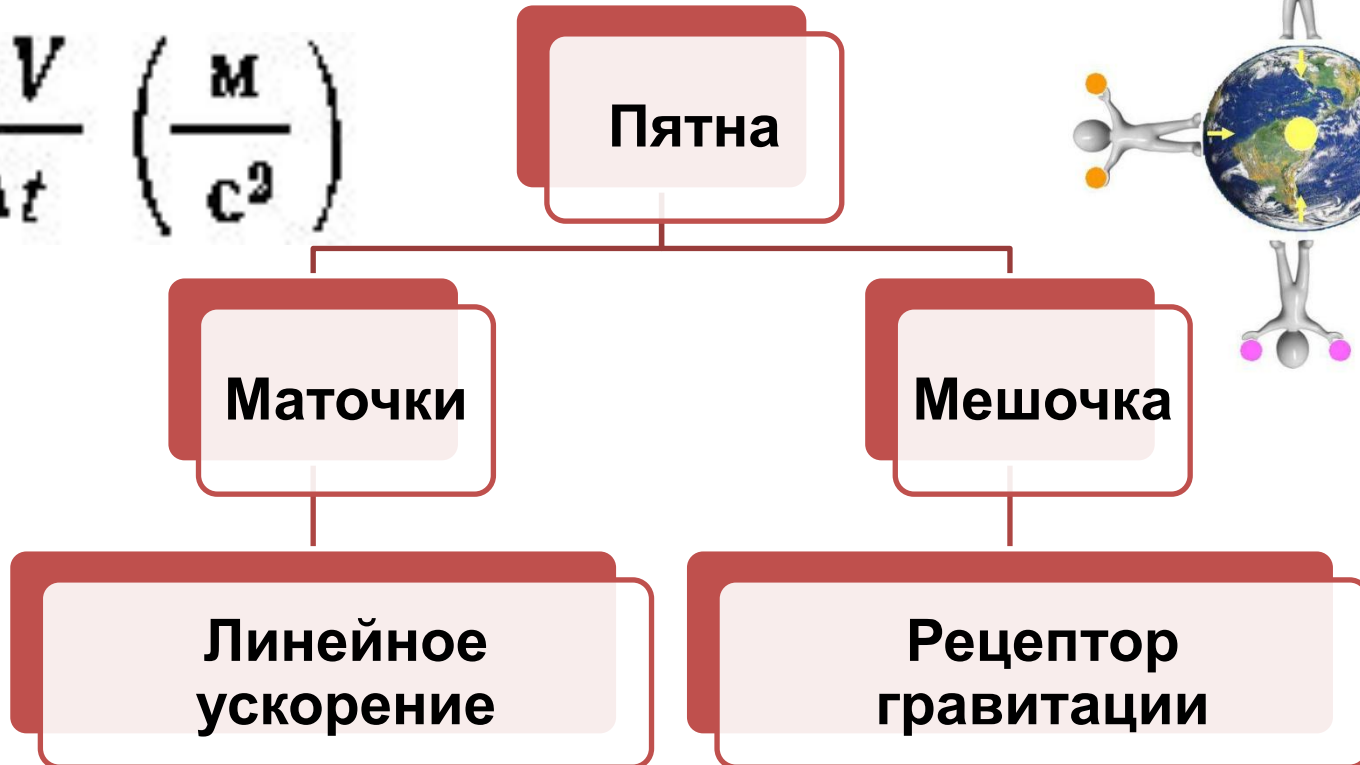 Пятна
V
t
(м
с²)
Маточки
Мешочка
Линейное
ускорение
Рецептор
гравитации